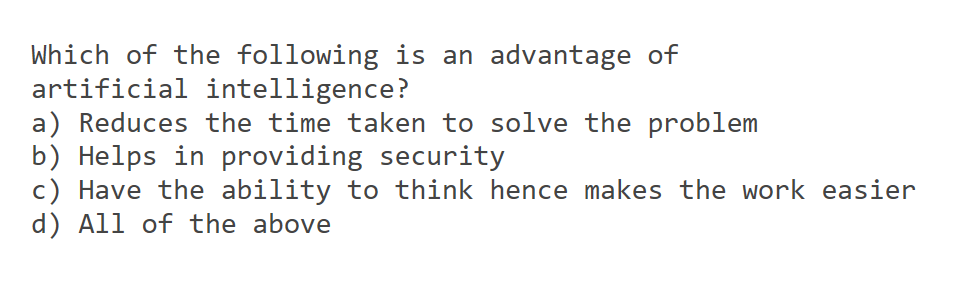 Which of the following is an advantage of
artificial intelligence?
a) Reduces the time taken to solve the problem
b) Helps in providing security
c) Have the ability to think hence makes the work easier
d) All of the above